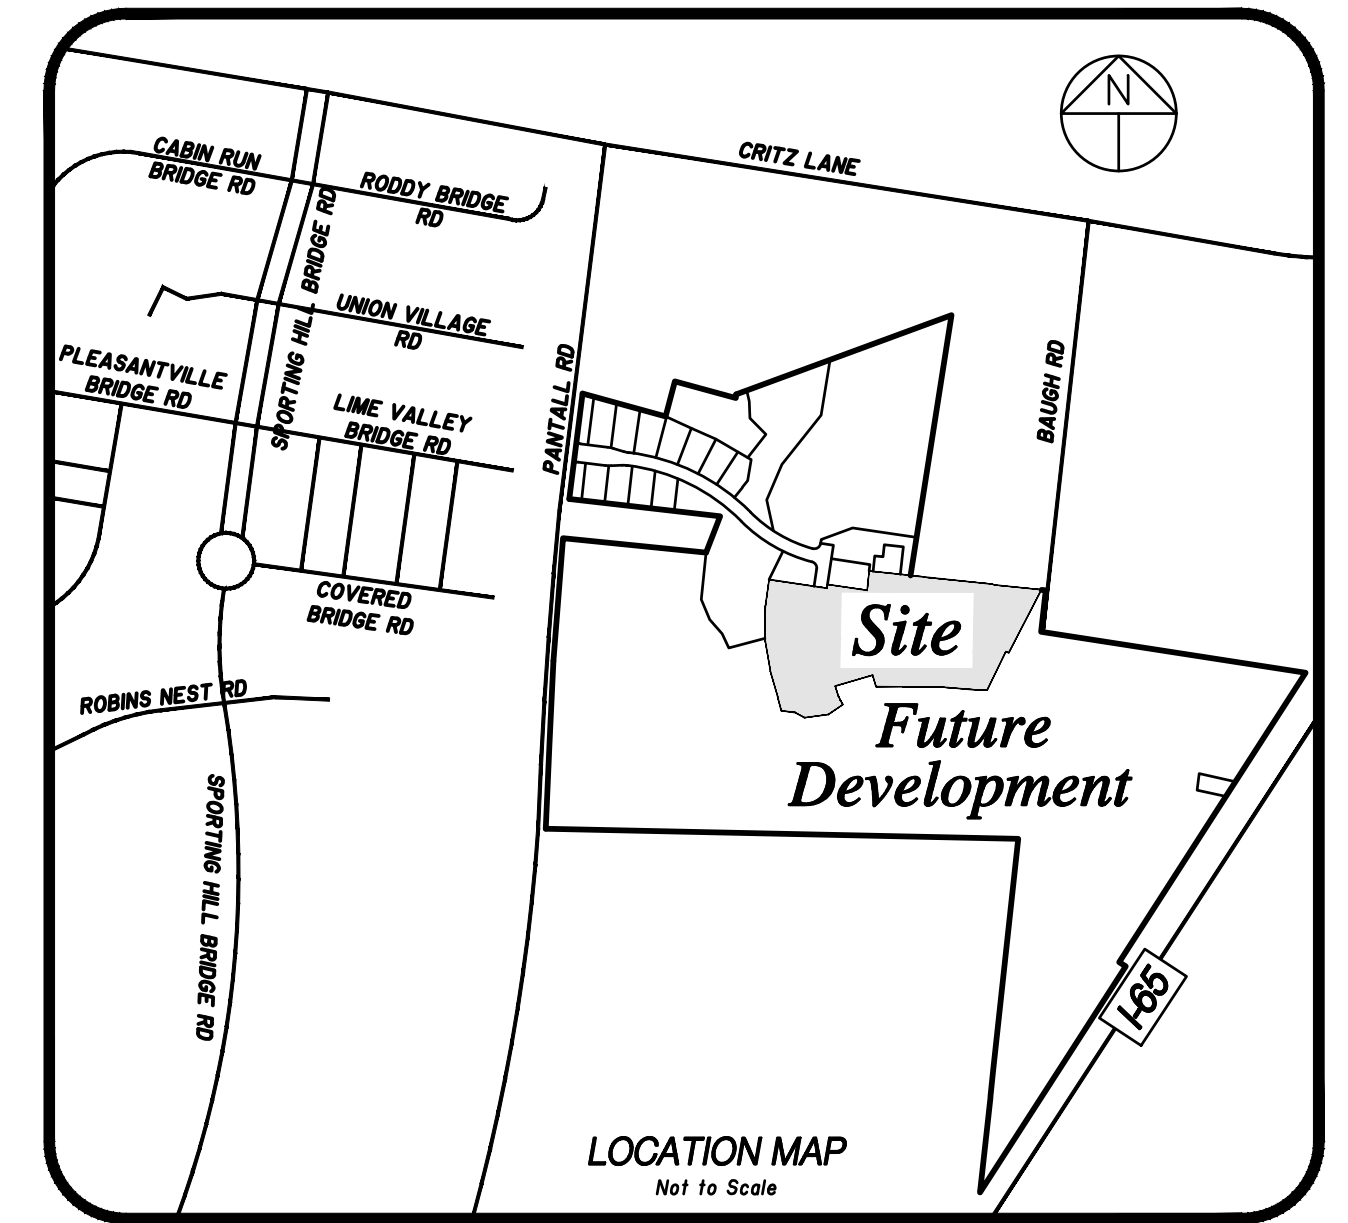 N
CRITZ LANE
CABIN RUN
BRIDGE RD
RODDY BRIDGE
RD
SPORTING HILL BRIDGE RD
UNION VILLAGE
RD
PLEASANTVILLE
BRIDGE RD
LIME VALLEY
BRIDGE RD
PANTALL RD
BAUGH RD
COVERED
BRIDGE RD
Site
ROBINS NEST RD
Future
Development
SPORTING HILL BRIDGE RD
I-65
LOCATION MAP
Not to Scale